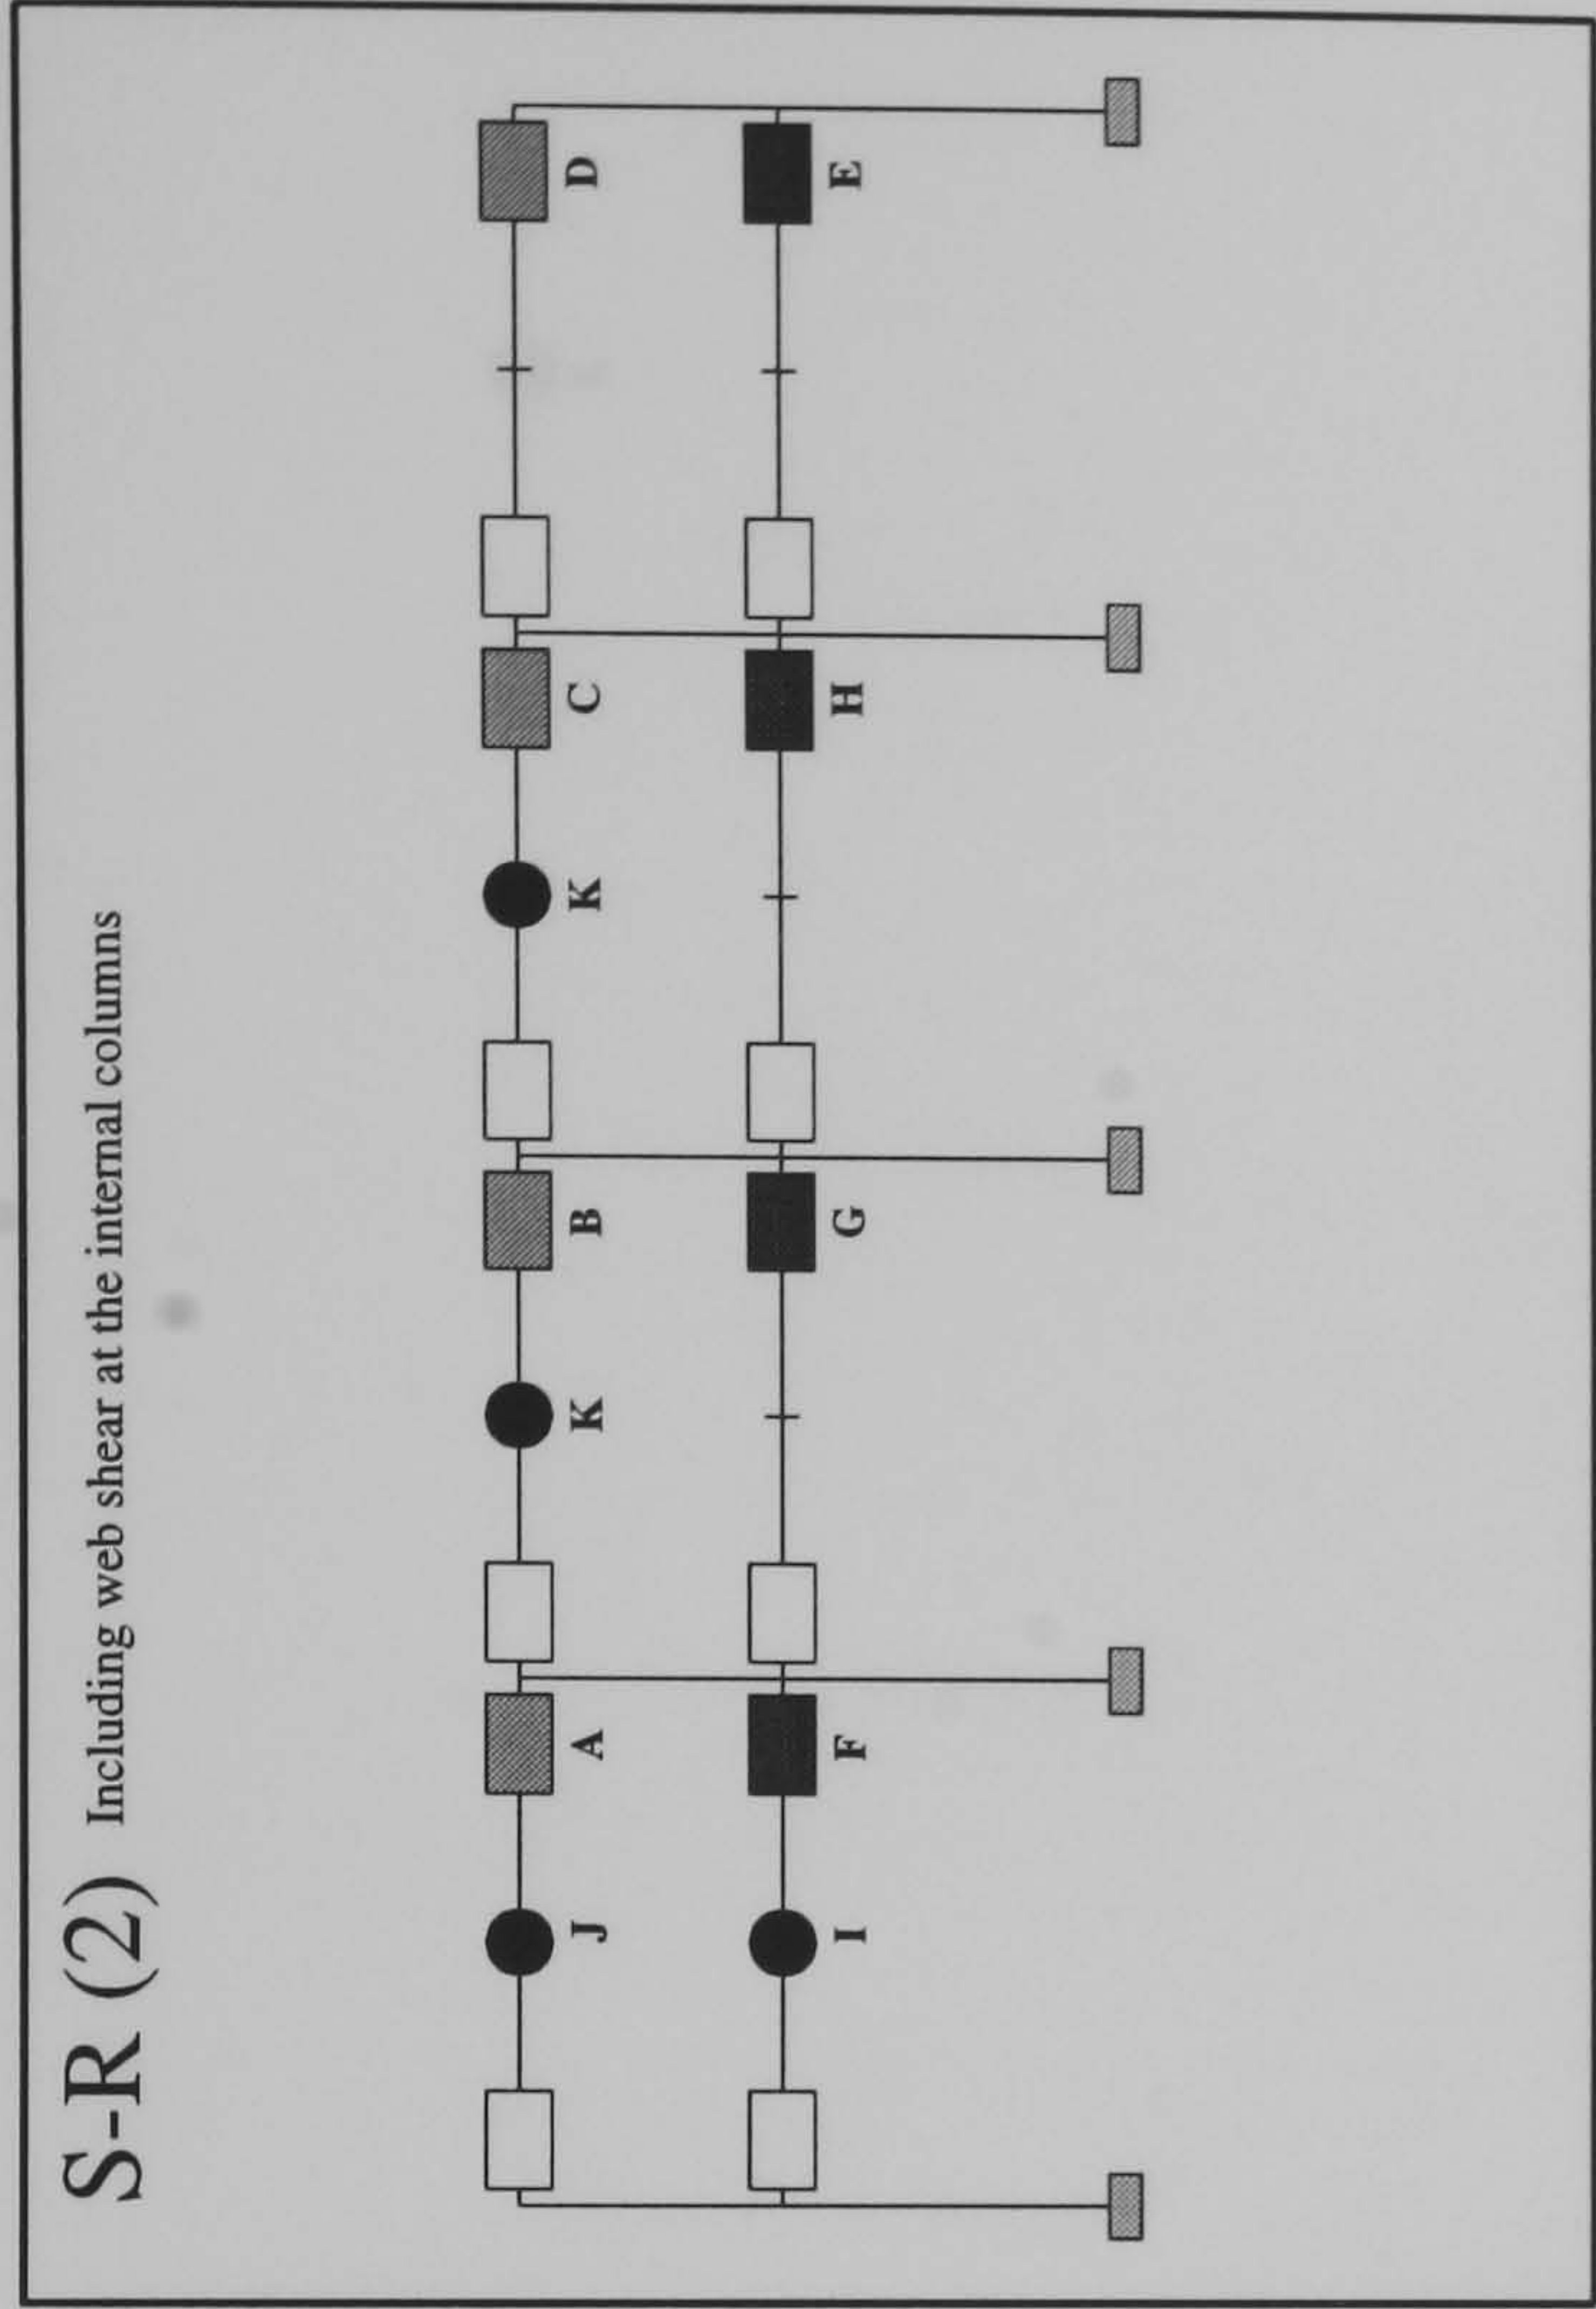 S-R (2) Including web shear at the internal columns
J A K B K C D
I F G H E